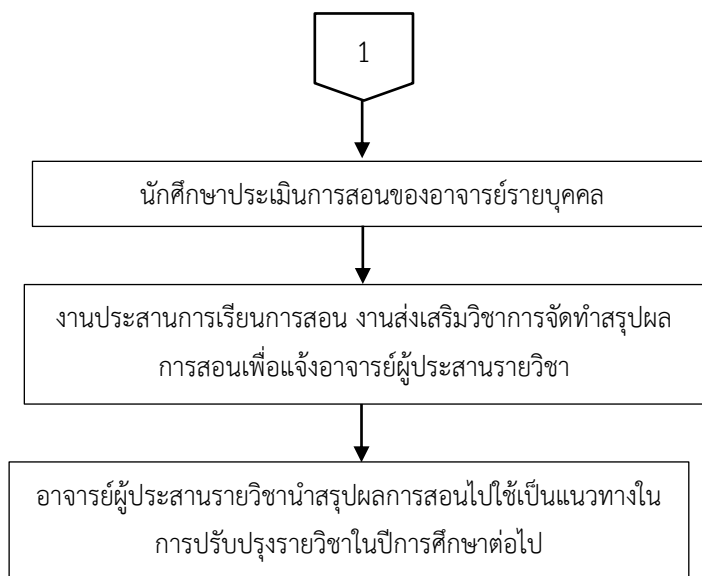 1
นักศึกษาประเมินการสอนของอาจารย์รายบุคคล
งานประสานการเรียนการสอน งานส่งเสริมวิชาการจัดทำสรุปผล
การสอนเพื่อแจ้งอาจารย์ผู้ประสานรายวิชา
อาจารย์ผู้ประสานรายวิชานำสรุปผลการสอนไปใช้เป็นแนวทางใน
การปรับปรุงรายวิชาในปีการศึกษาต่อไป